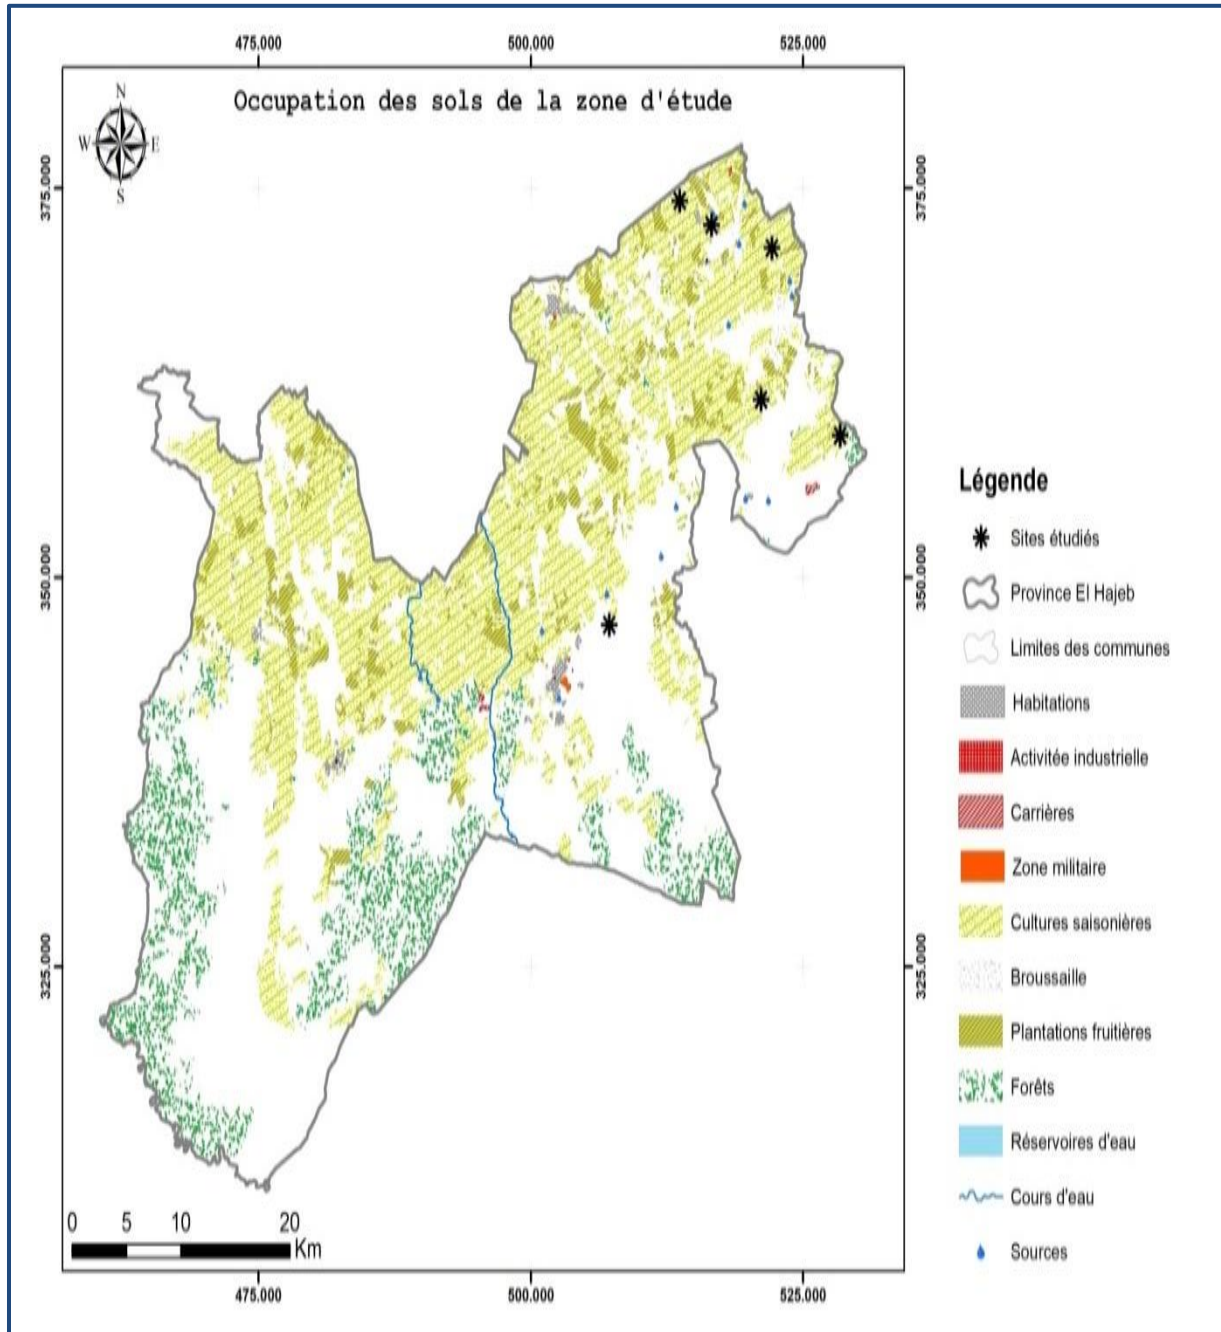 475.000 500.000 525.000
Occupation des sols de la zone d'étude
N
W E
S
375.000 375.000
350.000 350.000
325.000 325.000
Légende
Sites étudiés
Province El Hajeb
Limites des communes
Habitations
Activitée industrielle
Carrières
Zone militaire
Cultures saisonières
Broussaille
Plantations fruitières
Forêts
Réservoires d'eau
Cours d'eau
Sources
0 5 10 20
Km
475.000 500.000 525.000